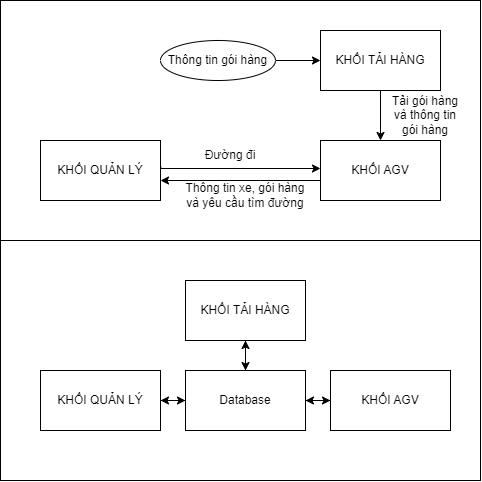 Thông tin gói hàng
KHỐI TẢI HÀNG
Tải gói hàng
và thông tin
gói hàng
Đường đi
KHỐI QUẢN LÝ
KHỐI AGV
Thông tin xe, gói hàng
và yêu cầu tìm đường
KHỐI TẢI HÀNG
KHỐI QUẢN LÝ
Database
KHỐI AGV